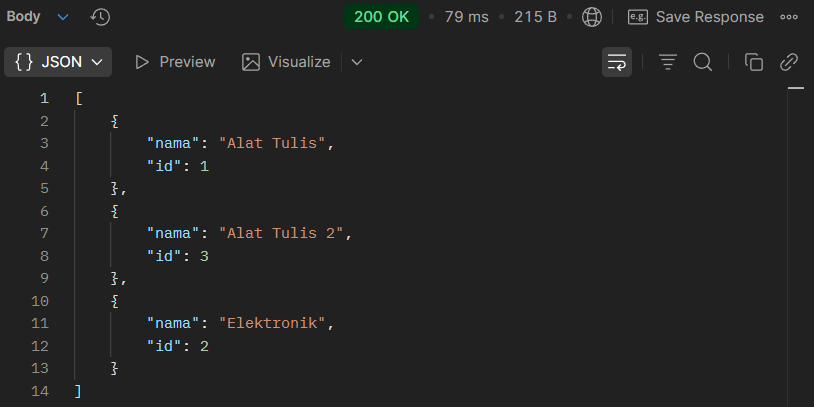 Body 200 OK • 79 ms • 215 B • e.g. Save Response
{} JSON Preview Visualize
1 [
2 {
3 "nama": "Alat Tulis",
4 "id": 1
5 },
6 {
7 "nama": "Alat Tulis 2",
8 "id": 3
9 },
10 {
11 "nama": "Elektronik",
12 "id": 2
13 }
14 ]